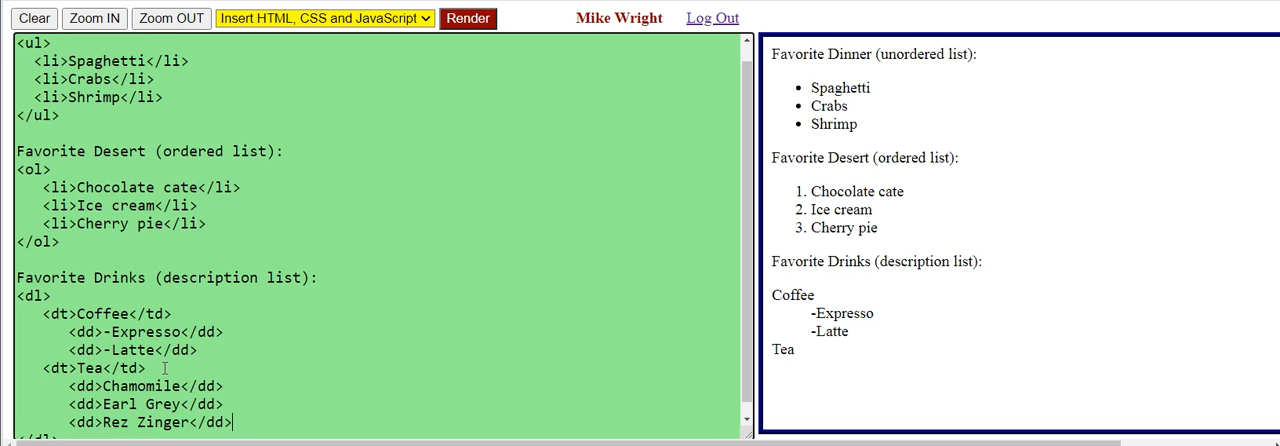 Clear Zoom IN Zoom OUT Insert HTML, CSS and JavaScript Render Mike Wright Log Out
<ul>
<li>Spaghetti</li>
<li>Crabs</li>
<li>Shrimp</li>
</ul>
Favorite Desert (ordered list):
<ol>
<li>Chocolate cate</li>
<li>Ice cream</li>
<li>Cherry pie</li>
</ol>
Favorite Drinks (description list):
<dl>
<dt>Coffee</td>
<dd>-Expresso</dd>
<dd>-Latte</dd>
<dt>Tea</td>
<dd>Chamomile</dd>
<dd>Earl Grey</dd>
<dd>Rez Zinger</dd>
</dl>
Favorite Dinner (unordered list):
• Spaghetti
• Crabs
• Shrimp
Favorite Desert (ordered list):
1. Chocolate cate
2. Ice cream
3. Cherry pie
Favorite Drinks (description list):
Coffee
-Expresso
-Latte
Tea